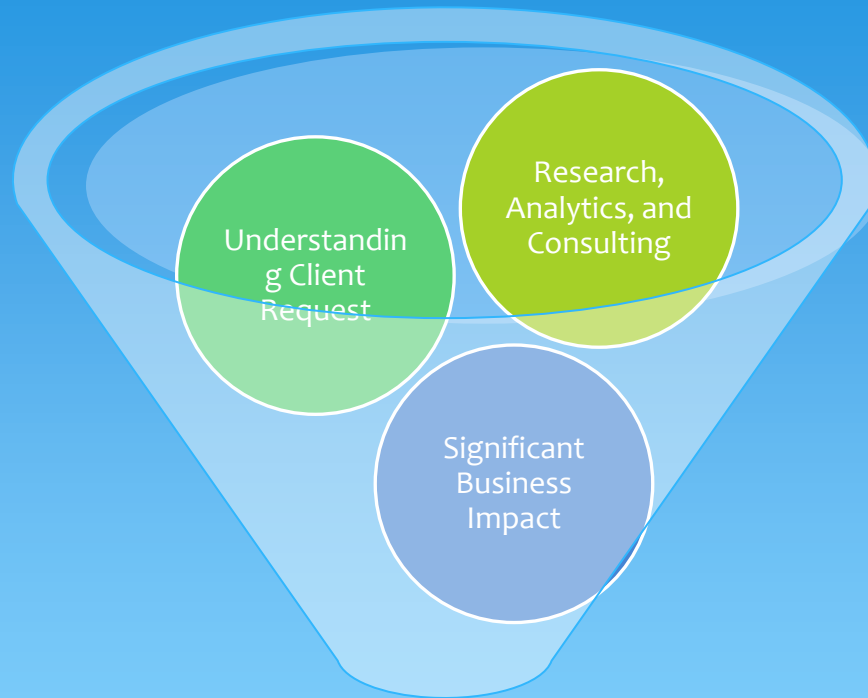 Understandin
g Client
Request
Research,
Analytics, and
Consulting
Significant
Business
Impact